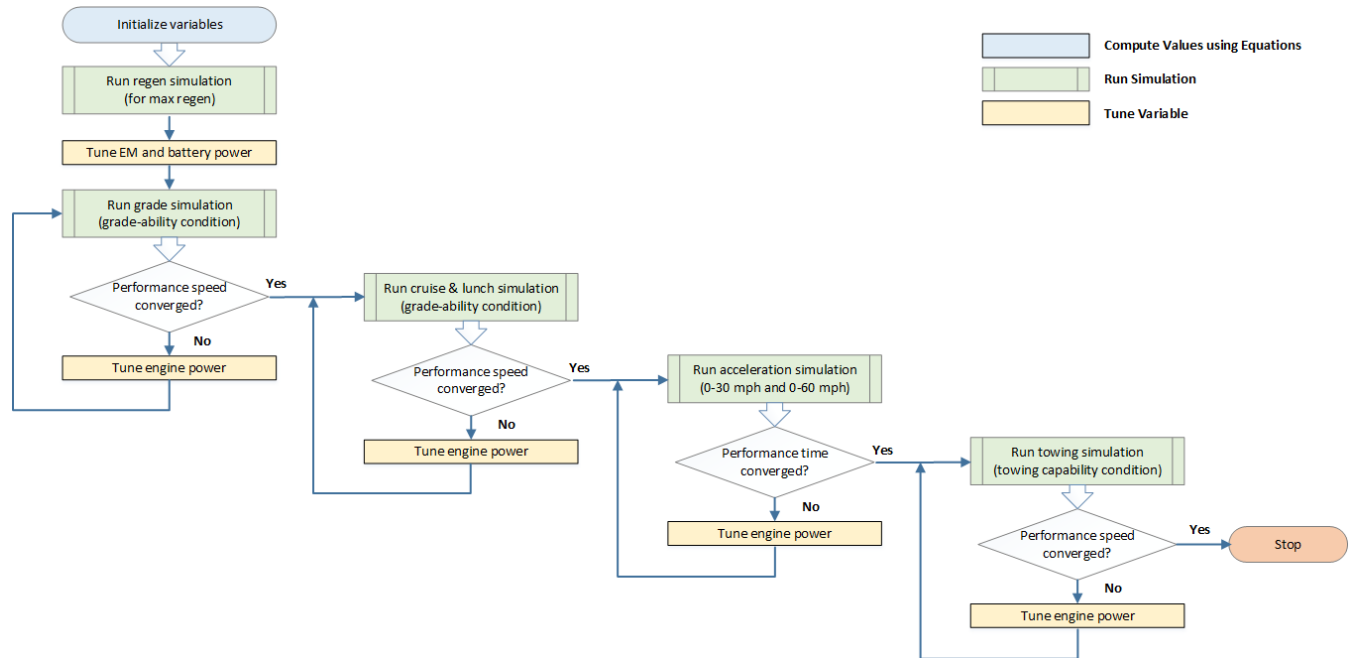 Initialize variables
Compute Values using Equations
Run regen simulation
(for max regen)
Run Simulation
Tune Variable
Tune EM and battery power
Run grade simulation
(grade-ability condition)
Performance speed
converged?
Yes
No
Tune engine power
Run cruise & lunch simulation
(grade-ability condition)
Performance speed
converged?
Yes
No
Tune engine power
Run acceleration simulation
(0-30 mph and 0-60 mph)
Performance time
converged?
Yes
No
Tune engine power
Run towing simulation
(towing capability condition)
Performance speed
converged?
Yes
Stop
No
Tune engine power